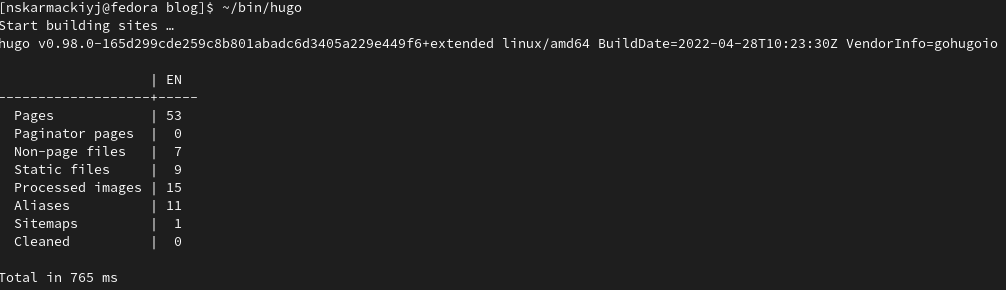 [nskarmackiyj@fedora blog]$ ~/bin/hugo
Start building sites …
hugo v0.98.0-165d299cde259c8b801abadc6d3405a229e449f6+extended linux/amd64 BuildDate=2022-04-28T10:23:30Z VendorInfo=gohugoio
                   | EN
-------------------+-----
  Pages            | 53
  Paginator pages  |  0
  Non-page files   |  7
  Static files     |  9
  Processed images | 15
  Aliases          | 11
  Sitemaps         |  1
  Cleaned          |  0
Total in 765 ms